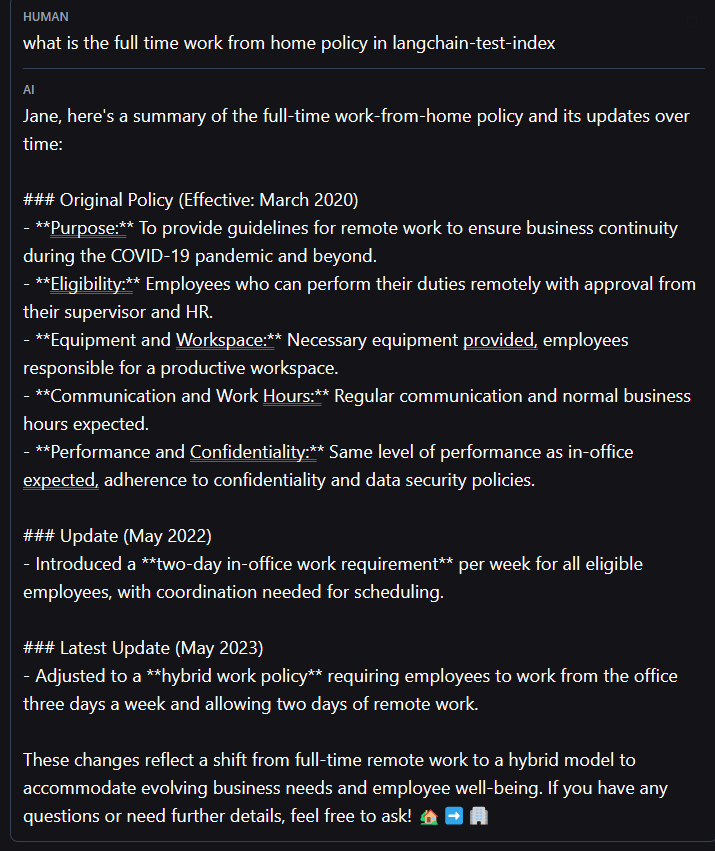 HUMAN
what is the full time work from home policy in langchain-test-index
AI
Jane, here's a summary of the full-time work-from-home policy and its updates over
time:
### Original Policy (Effective: March 2020)
- **Purpose:** To provide guidelines for remote work to ensure business continuity
during the COVID-19 pandemic and beyond.
- **Eligibility:** Employees who can perform their duties remotely with approval from
their supervisor and HR.
- **Equipment and Workspace:** Necessary equipment provided, employees
responsible for a productive workspace.
- **Communication and Work Hours:** Regular communication and normal business
hours expected.
- **Performance and Confidentiality:** Same level of performance as in-office
expected, adherence to confidentiality and data security policies.
### Update (May 2022)
- Introduced a **two-day in-office work requirement** per week for all eligible
employees, with coordination needed for scheduling.
### Latest Update (May 2023)
- Adjusted to a **hybrid work policy** requiring employees to work from the office
three days a week and allowing two days of remote work.
These changes reflect a shift from full-time remote work to a hybrid model to
accommodate evolving business needs and employee well-being. If you have any
questions or need further details, feel free to ask! 🏠 ➡️ 🏢